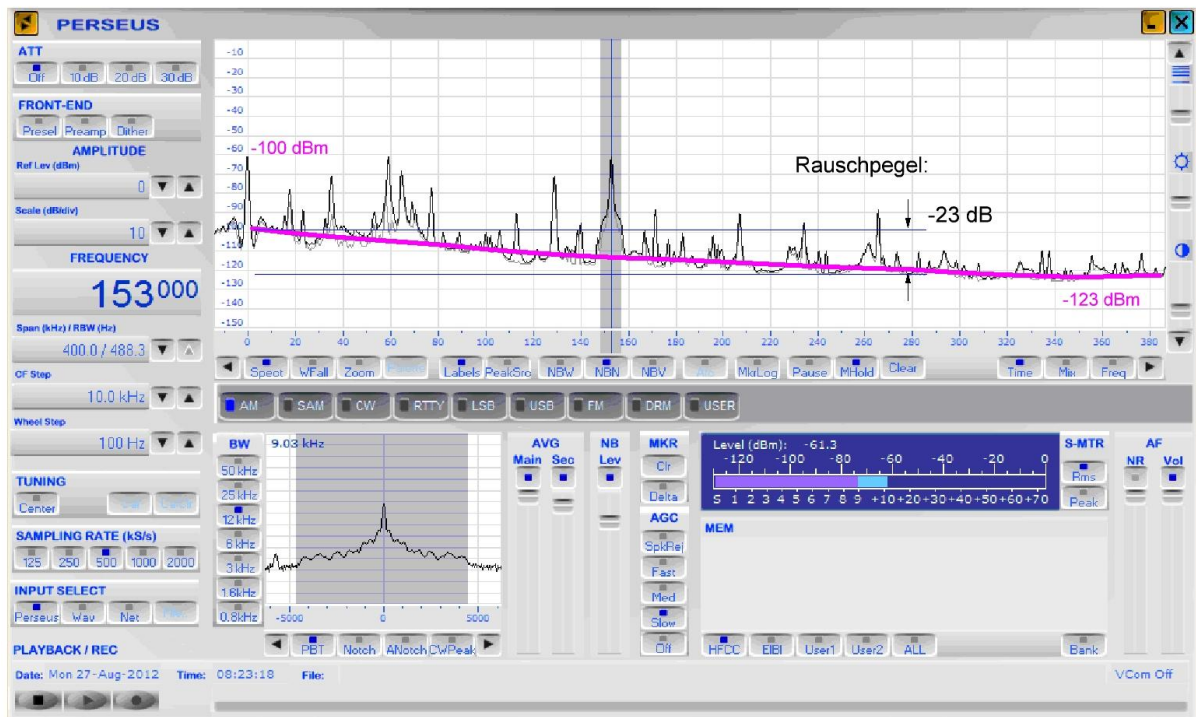 PERSEUS
ATT
Off 10 dB 20 dB 30 dB
FRONT-END
Presel Preamp Dither
AMPLITUDE
Ref Lev (dBm)
0
Scale (dB/div)
10
FREQUENCY
153000
Span (kHz) / RBW (Hz)
400.0 / 488.3
CF Step
10.0 kHz
Wheel Step
100 Hz
TUNING
Center
SAMPLING RATE (kS/s)
125 250 500 1000 2000
INPUT SELECT
Perseus Wav Net
PLAYBACK / REC
-10
-20
-30
-40
-50
-60
-70
-80
-90
-110
-120
-130
-140
-150
-100 dBm
Rauschpegel:
-23 dB
-123 dBm
0 20 40 60 80 100 120 140 160 180 200 220 240 260 280 300 320 340 360 380
Spect WFall Zoom Labels PeakSrc NBW NBN NBV MkrLog Pause MHold Clear Time Mix Freq
AM SAM CW RTTY LSB USB FM DRM USER
BW
50 kHz
25 kHz
12 kHz
6 kHz
3 kHz
1.6kHz
0.8kHz
9.03 kHz
-5000 0 5000
PBT Notch ANotch CWPeak
AVG
Main Sec
NB
Lev
MKR
Clr
Delta
AGC
SpkRej
Fast
Med
Slow
Off
Level (dBm): -61.3
-120 -100 -80 -60 -40 -20 0
S 1 2 3 4 5 6 7 8 9 +10+20+30+40+50+60+70
S-MTR
Rms
Peak
AF
NR Vol
MEM
HFCC EIBI User1 User2 ALL Bank
Date: Mon 27-Aug-2012 Time: 08:23:18 File:
VCom Off